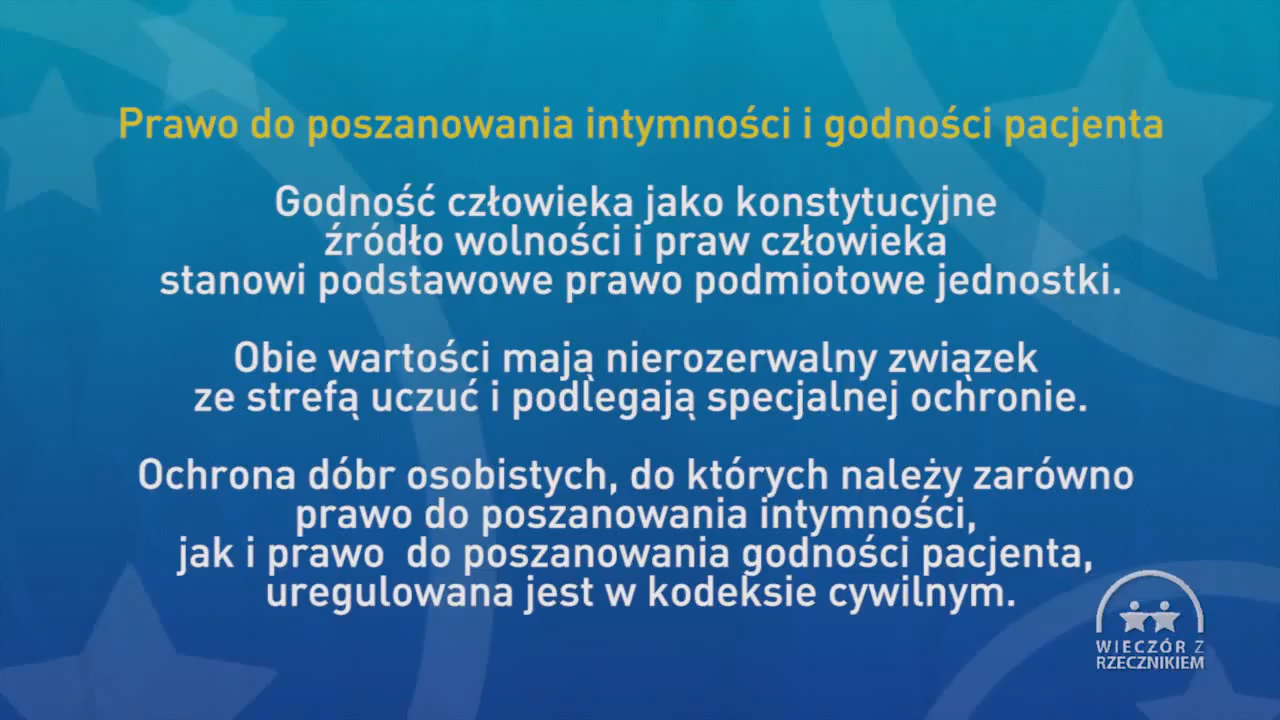 Prawo do poszanowania intymności i godności pacjenta
Godność człowieka jako konstytucyjne
źródło wolności i praw człowieka
stanowi podstawowe prawo podmiotowe jednostki.
Obie wartości mają nierozerwalny związek
ze strefą uczuć i podlegają specjalnej ochronie.
Ochrona dóbr osobistych, do których należy zarówno
prawo do poszanowania intymności,
jak i prawo  do poszanowania godności pacjenta,
uregulowana jest w kodeksie cywilnym.
WIECZÓR Z
RZECZNIKIEM